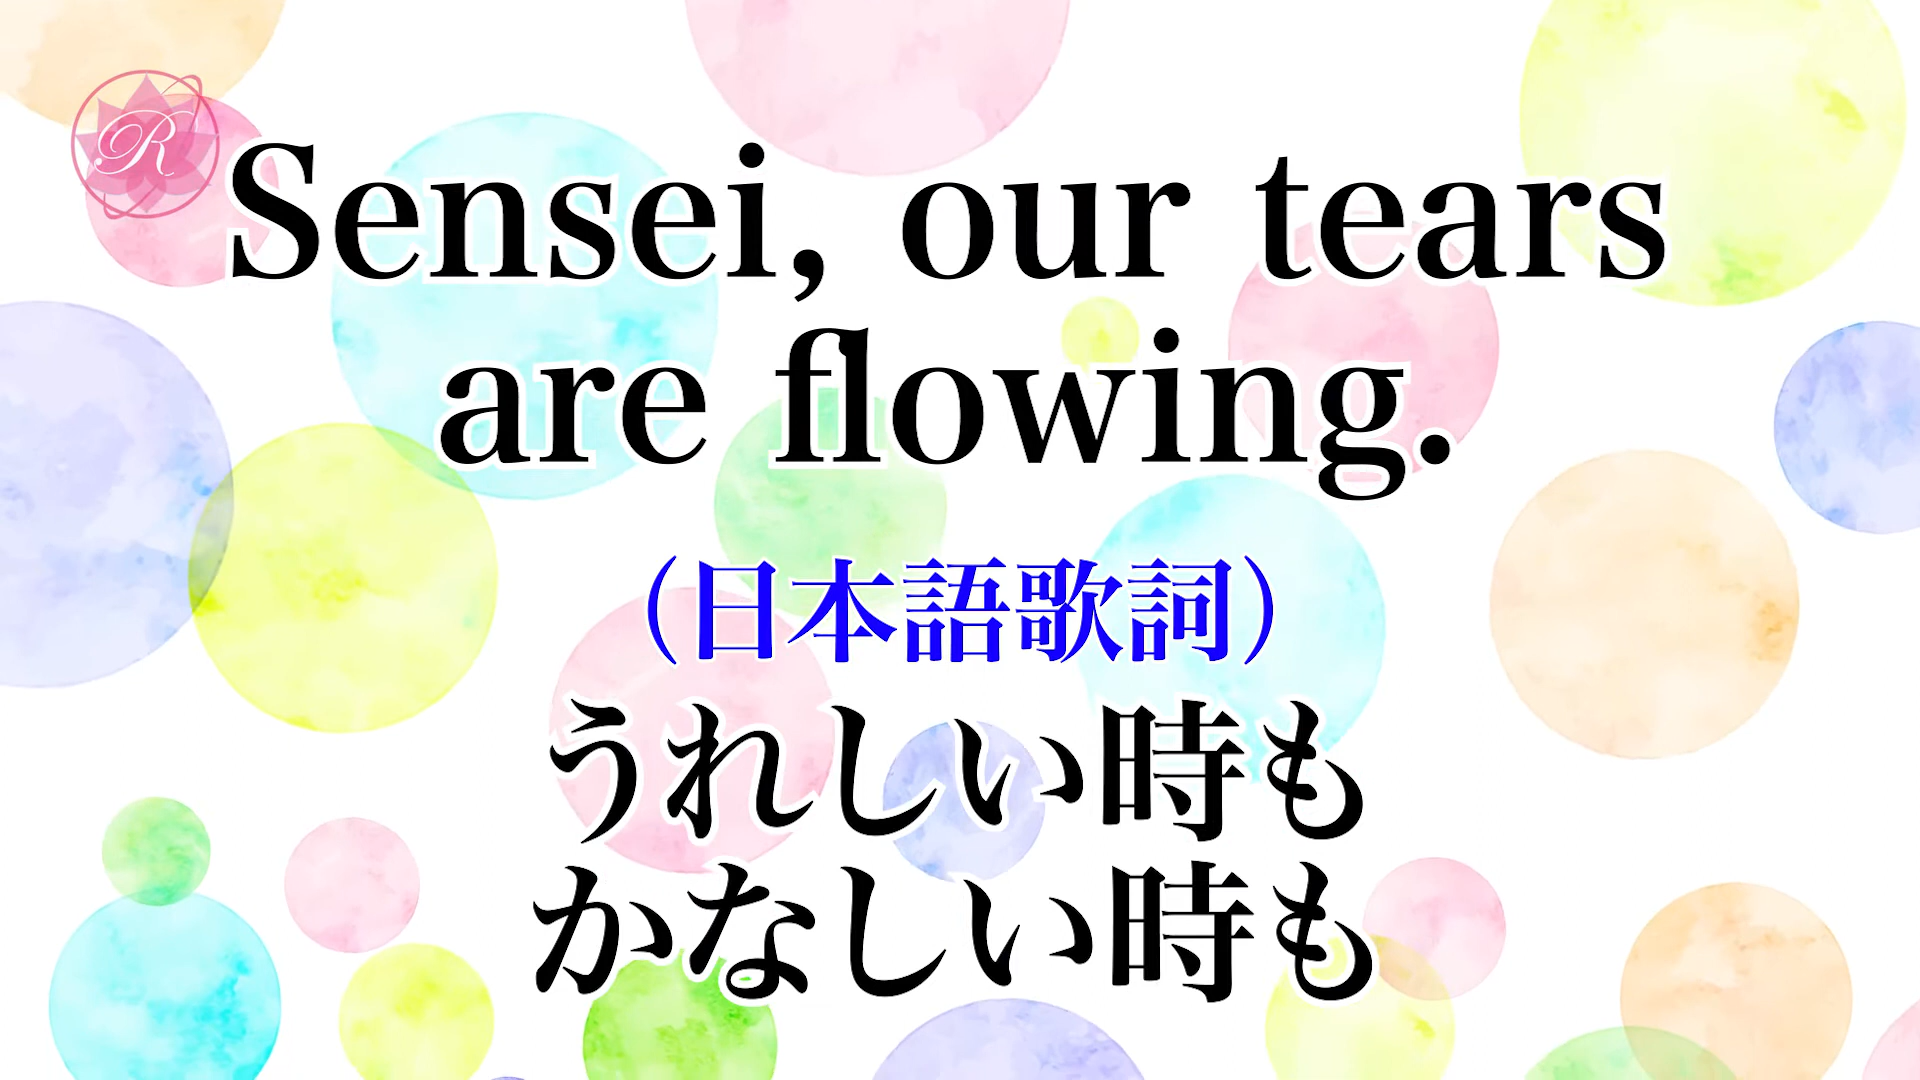 R
Sensei, our tears
are flowing.
（日本語歌詞）
うれしい時も
かなしい時も